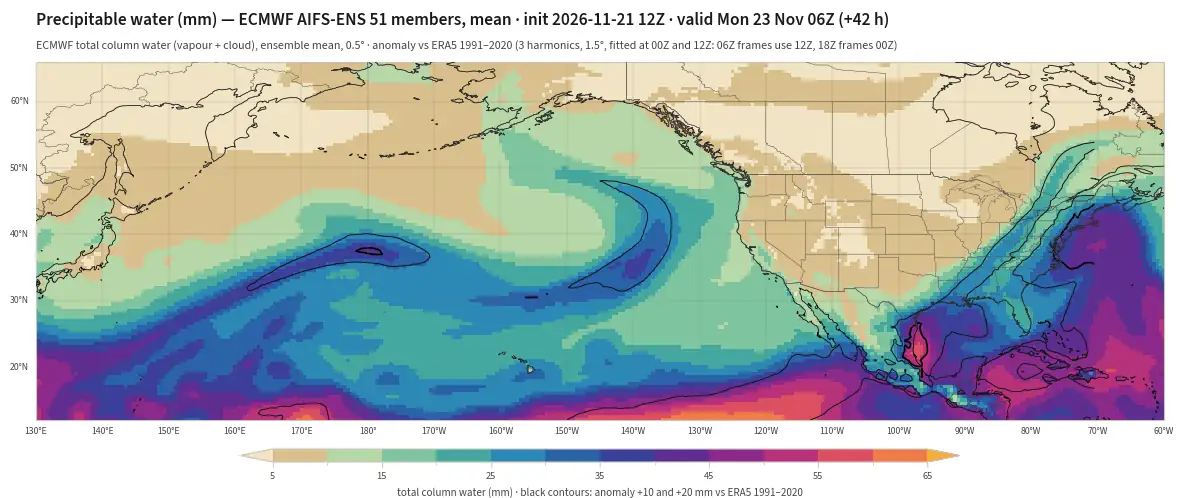 Precipitable water (mm) — ECMWF AIFS-ENS 51 members, mean · init 2026-11-21 12Z · valid Mon 23 Nov 06Z (+42 h)
ECMWF total column water (vapour + cloud), ensemble mean, 0.5° · anomaly vs ERA5 1991–2020 (3 harmonics, 1.5°, fitted at 00Z and 12Z: 06Z frames use 12Z, 18Z frames 00Z)
60°N
50°N
40°N
30°N
20°N
130°E 140°E 150°E 160°E 170°E 180° 170°W 160°W 150°W 140°W 130°W 120°W 110°W 100°W 90°W 80°W 70°W 60°W
5 15 25 35 45 55 65
total column water (mm) · black contours: anomaly +10 and +20 mm vs ERA5 1991–2020